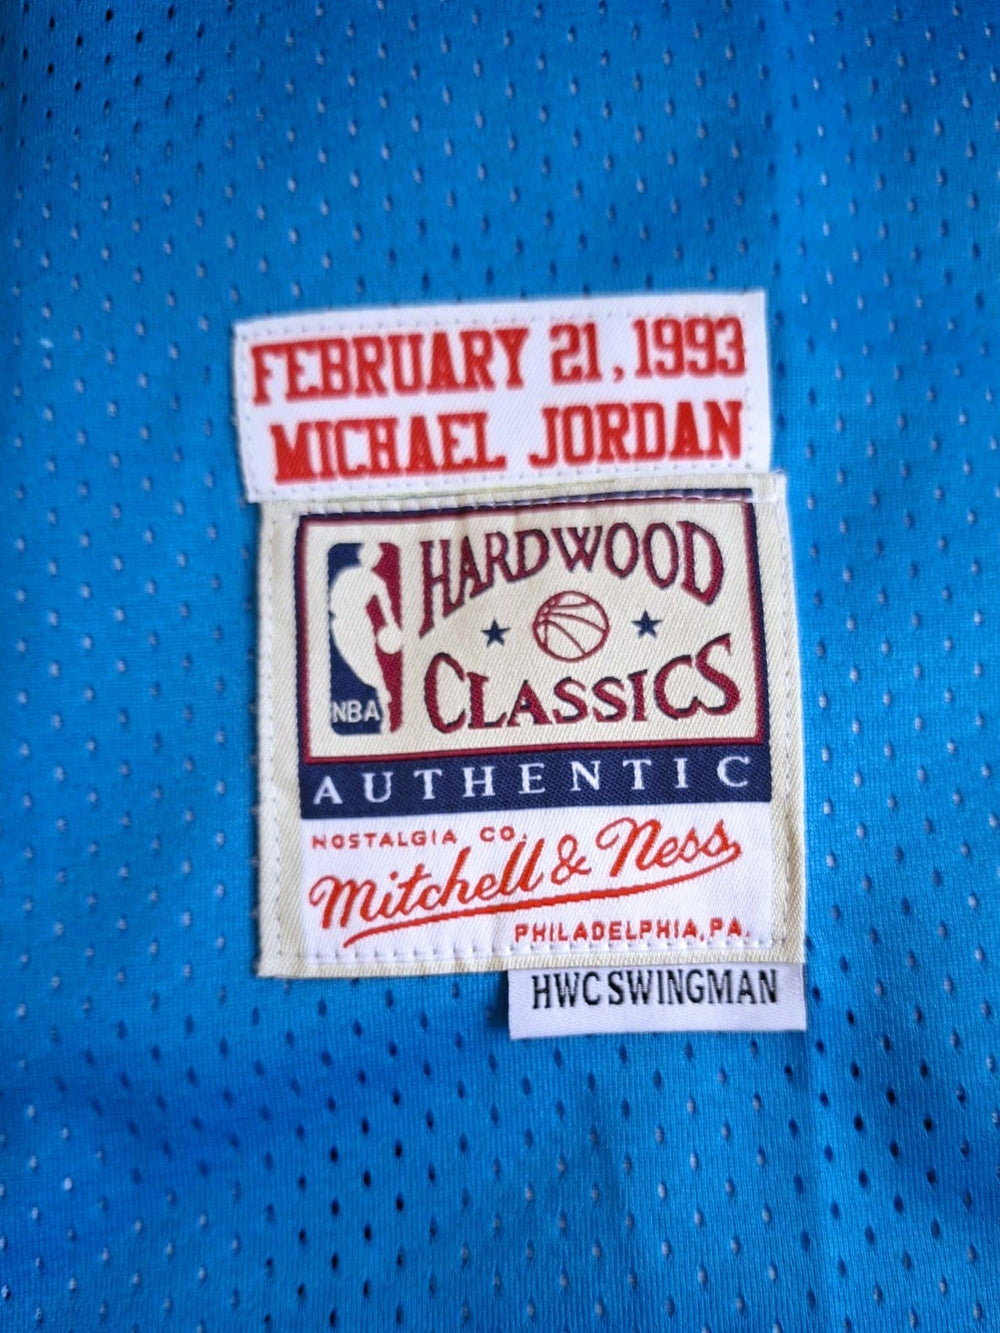 FEBRUARY 21, 1993
MICHAEL JORDAN
HARDWOOD
CLASSICS
NBA
AUTHENTIC
NOSTALGIA CO.
Mitchell & Ness
PHILADELPHIA, PA.
HWC SWINGMAN